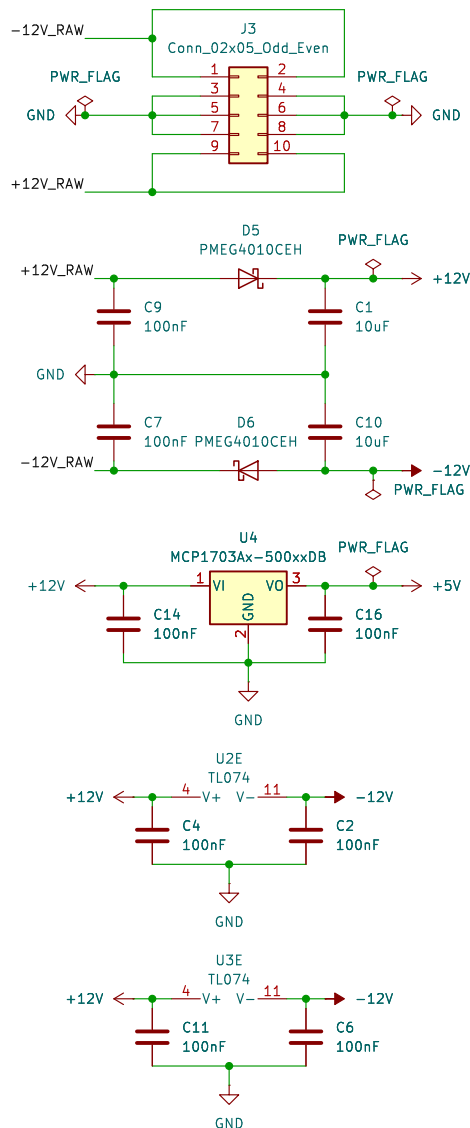 -12V_RAW
J3
Conn_02x05_Odd_Even
PWR_FLAG
PWR_FLAG
1
2
3
4
GND
5
6
GND
7
8
9
10
+12V_RAW
D5
PMEG4010CEH
PWR_FLAG
+12V_RAW
+12V
C9
100nF
C1
10uF
GND
C7
100nF
D6
PMEG4010CEH
C10
10uF
-12V_RAW
-12V
PWR_FLAG
U4
MCP1703Ax-500xxDB
PWR_FLAG
+12V
1
VI
VO
3
+5V
GND
2
C14
100nF
C16
100nF
GND
U2E
TL074
+12V
4
V+
V-
11
-12V
C4
100nF
C2
100nF
GND
U3E
TL074
+12V
4
V+
V-
11
-12V
C11
100nF
C6
100nF
GND